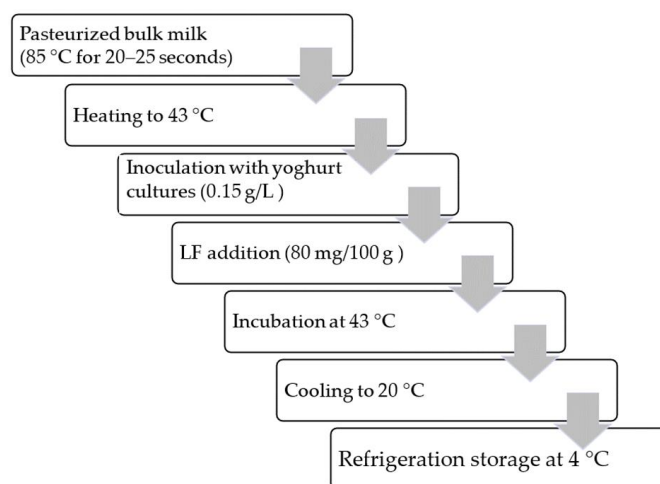 Pasteurized bulk milk
(85 °C for 20–25 seconds)
Heating to 43 °C
Inoculation with yoghurt
cultures (0.15 g/L )
LF addition (80 mg/100 g )
Incubation at 43 °C
Cooling to 20 °C
Refrigeration storage at 4 °C